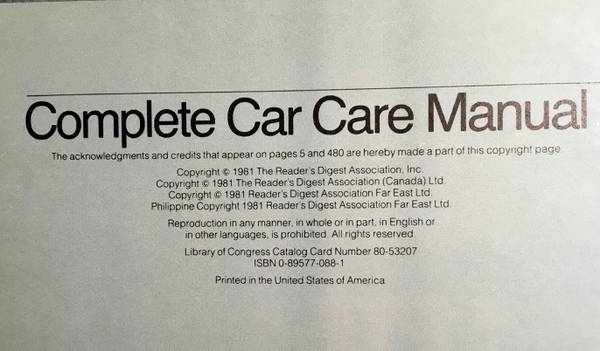 Complete Car Care Manual
The acknowledgments and credits that appear on pages 5 and 480 are hereby made a part of this copyright page
Copyright © 1981 The Reader's Digest Association, Inc.
Copyright © 1981 The Reader's Digest Association (Canada) Ltd.
Copyright © 1981 Reader's Digest Association Far East Ltd.
Philippine Copyright 1981 Reader's Digest Association Far East Ltd.
Reproduction in any manner, in whole or in part, in English or
in other languages, is prohibited. All rights reserved.
Library of Congress Catalog Card Number 80-53207
ISBN 0-89577-088-1
Printed in the United States of America